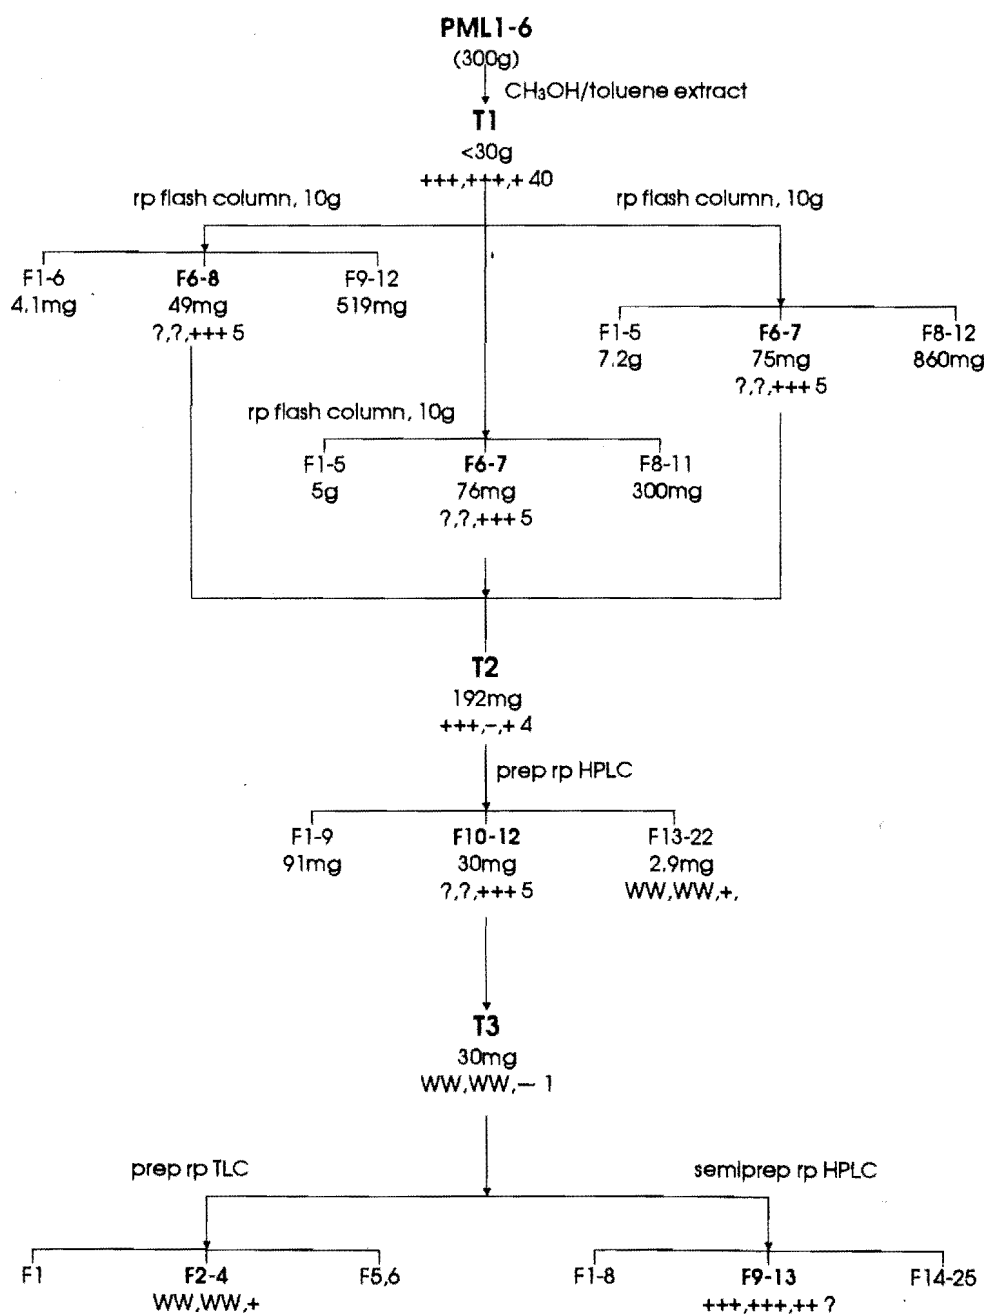 PML1-6
(300g)
CH₃OH/toluene extract
T1
<30g
+++,+++,+ 40
rp flash column, 10g
rp flash column, 10g
F1-6
4.1mg
F6-8
49mg
?,?,+++ 5
F9-12
519mg
F1-5
7.2g
F6-7
75mg
?,?,+++ 5
F8-12
860mg
rp flash column, 10g
F1-5
5g
F6-7
76mg
?,?,+++ 5
F8-11
300mg
T2
192mg
+++,-,+ 4
prep rp HPLC
F1-9
91mg
F10-12
30mg
?,?,+++ 5
F13-22
2.9mg
WW,WW,+,
T3
30mg
WW,WW,— 1
prep rp TLC
semiprep rp HPLC
F1
F2-4
WW,WW,+
F5,6
F1-8
F9-13
+++,+++,++ ?
F14-25